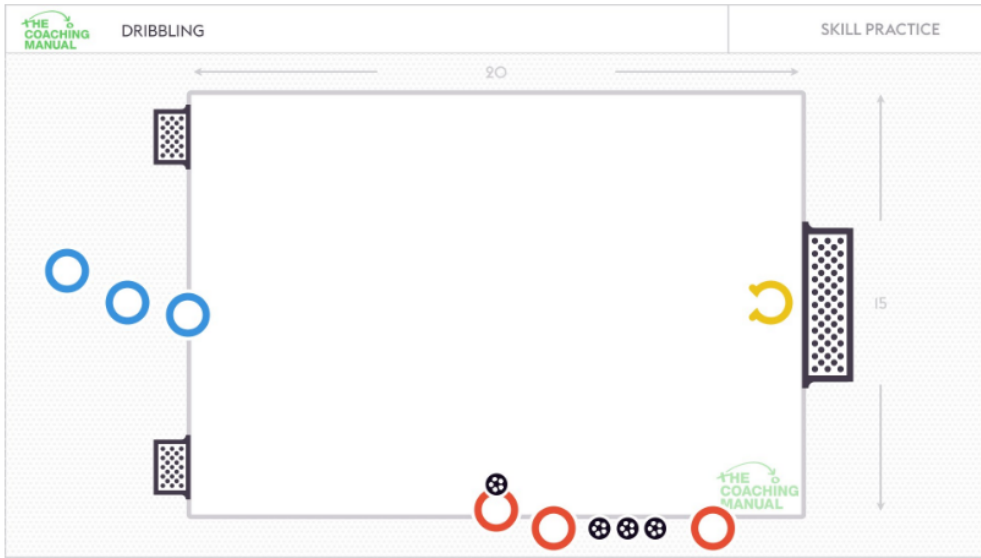 THE
COACHING
MANUAL
DRIBBLING
SKILL PRACTICE
20
15
THE
COACHING
MANUAL